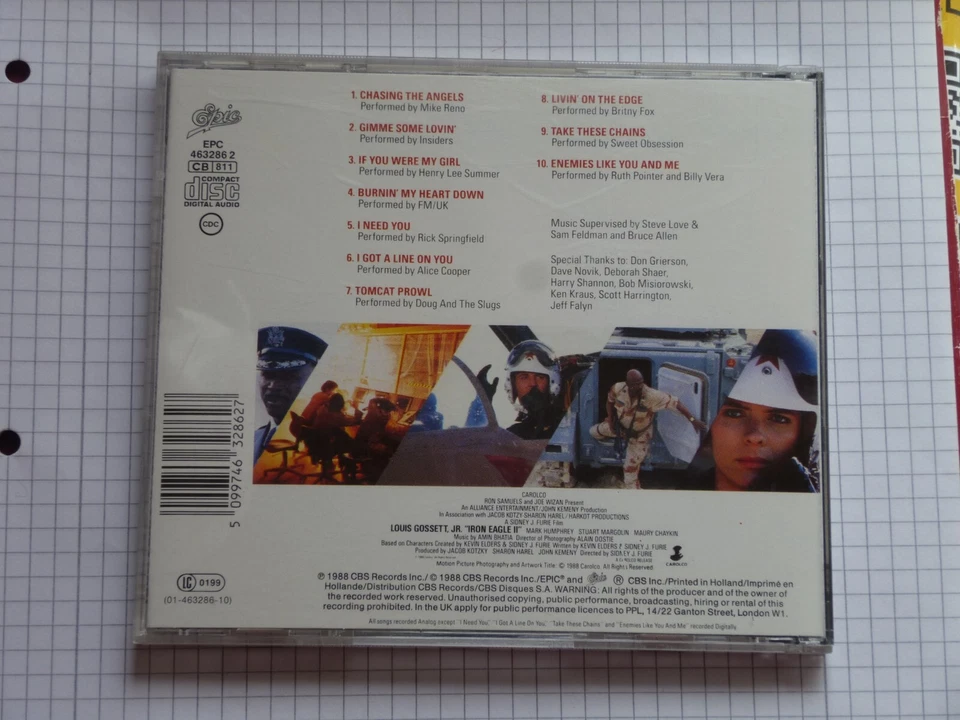 Epic
EPC
463286 2
CB 811
COMPACT
disc
DIGITAL AUDIO
CDC
1. CHASING THE ANGELS
Performed by Mike Reno
2. GIMME SOME LOVIN'
Performed by Insiders
3. IF YOU WERE MY GIRL
Performed by Henry Lee Summer
4. BURNIN' MY HEART DOWN
Performed by FM/UK
5. I NEED YOU
Performed by Rick Springfield
6. I GOT A LINE ON YOU
Performed by Alice Cooper
7. TOMCAT PROWL
Performed by Doug And The Slugs
8. LIVIN' ON THE EDGE
Performed by Britny Fox
9. TAKE THESE CHAINS
Performed by Sweet Obsession
10. ENEMIES LIKE YOU AND ME
Performed by Ruth Pointer and Billy Vera
Music Supervised by Steve Love &
Sam Feldman and Bruce Allen
Special Thanks to: Don Grierson,
Dave Novik, Deborah Shaer,
Harry Shannon, Bob Misiorowski,
Ken Kraus, Scott Harrington,
Jeff Falyn
5 099746 328627
CAROLCO
RON SAMUELS and JOE WIZAN Present
An ALLIANCE ENTERTAINMENT/JOHN KEMENY Production
In Association with JACOB KOTZY-SHARON HAREL/HARKOT PRODUCTIONS
A SIDNEY J. FURIE Film
LOUIS GOSSETT, JR. "IRON EAGLE II" MARK HUMPHREY STUART MARGOLIN MAURY CHAYKIN
Music by AMIN BHATIA Director of Photography ALAIN DOSTIE
Based on Characters Created by KEVIN ELDERS & SIDNEY J. FURIE Written by KEVIN ELDERS & SIDNEY J. FURIE
Produced by JACOB KOTZKY SHARON HAREL JOHN KEMENY Directed by SIDNEY J. FURIE
CAROLCO
Motion Picture Photography and Artwork Title: © 1988 Carolco. All Rights Reserved.
LC 0199
(01-463286-10)
℗ 1988 CBS Records Inc./© 1988 CBS Records Inc./EPIC® and Epic ® CBS Inc./Printed in Holland/Imprimé en
Hollande/Distribution CBS Records/CBS Disques S.A. WARNING: All rights of the producer and of the owner of
the recorded work reserved. Unauthorised copying, public performance, broadcasting, hiring or rental of this
recording prohibited. In the UK apply for public performance licences to PPL, 14/22 Ganton Street, London W1.
All songs recorded Analog except "I Need You" "I Got A Line On You" "Take These Chains" and "Enemies Like You And Me" recorded Digitally.